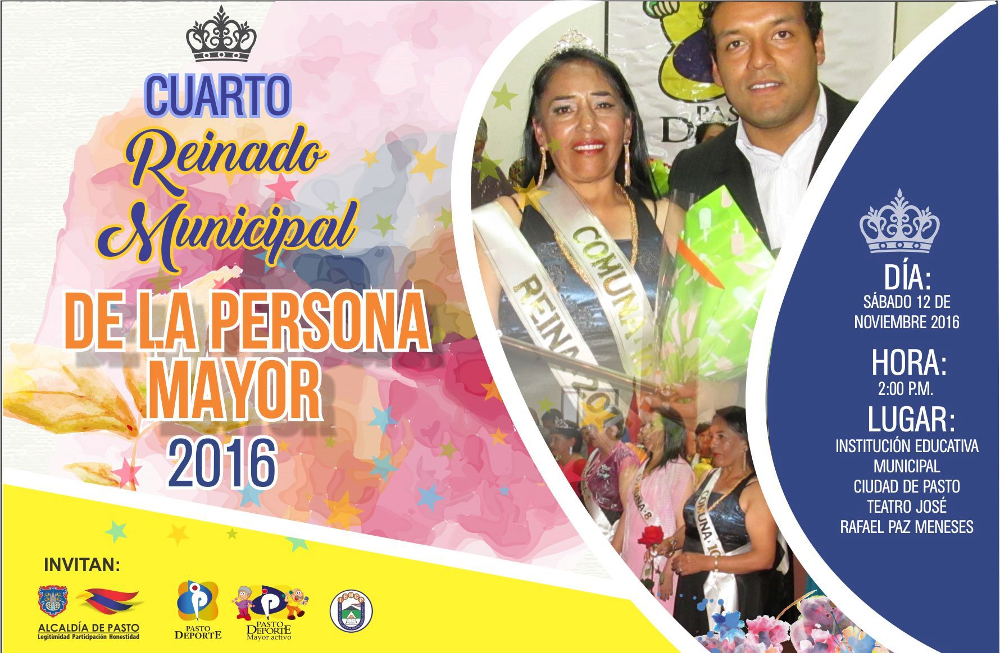 CUARTO
Reinado
Municipal
DE LA PERSONA
MAYOR
2016
PAS
D
COMUNA
REINA 20
COMUNA 8
COMUNA 10
DÍA:
SÁBADO 12 DE
NOVIEMBRE 2016
HORA:
2:00 P.M.
LUGAR:
INSTITUCIÓN EDUCATIVA
MUNICIPAL
CIUDAD DE PASTO
TEATRO JOSÉ
RAFAEL PAZ MENESES
INVITAN:
ALCALDÍA DE PASTO
Legitimidad Participación Honestidad
PASTO
DEPORTE
PASTO
DEPORTE
Mayor activo
IEMCP